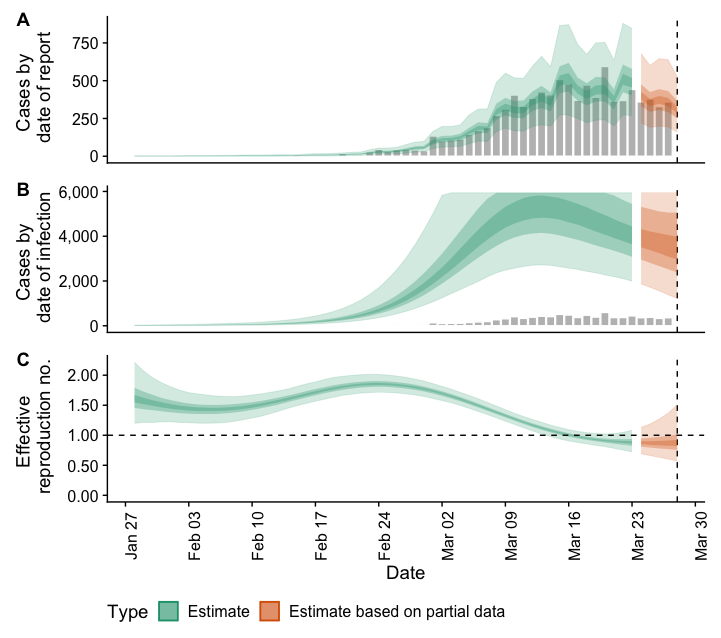 A
Cases by
date of report
750
500
250
0
B
Cases by
date of infection
6,000
4,000
2,000
0
C
Effective
reproduction no.
2.00
1.50
1.00
0.50
0.00
Jan 27
Feb 03
Feb 10
Feb 17
Feb 24
Mar 02
Mar 09
Mar 16
Mar 23
Mar 30
Date
Type Estimate Estimate based on partial data